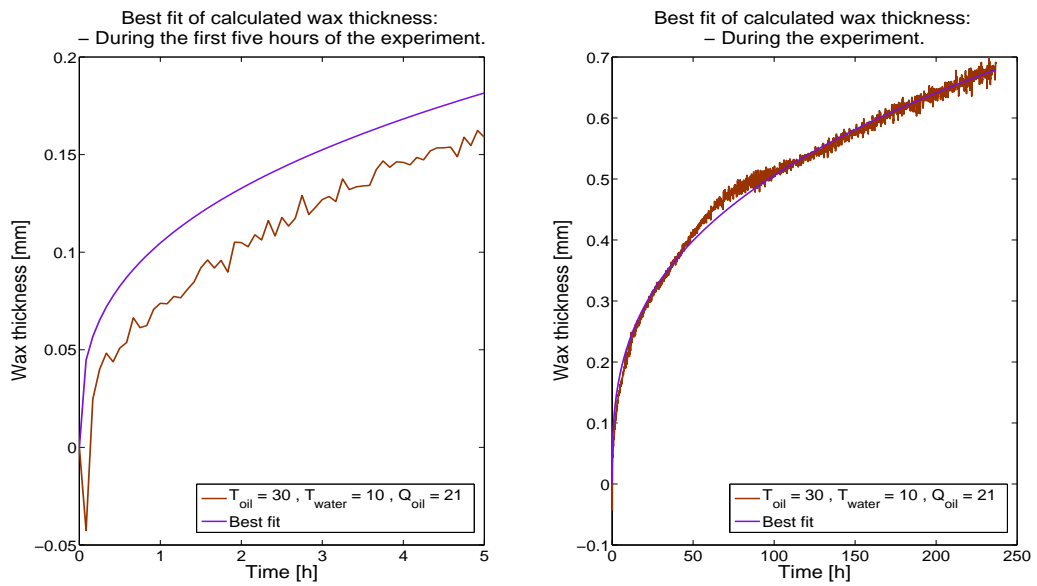 Best fit of calculated wax thickness:
– During the first five hours of the experiment.
0.2
0.15
0.1
0.05
0
−0.05
Wax thickness [mm]
0 1 2 3 4 5
Time [h]
T_oil = 30 , T_water = 10 , Q_oil = 21
Best fit
Best fit of calculated wax thickness:
– During the experiment.
0.7
0.6
0.5
0.4
0.3
0.2
0.1
0
−0.1
Wax thickness [mm]
0 50 100 150 200 250
Time [h]
T_oil = 30 , T_water = 10 , Q_oil = 21
Best fit